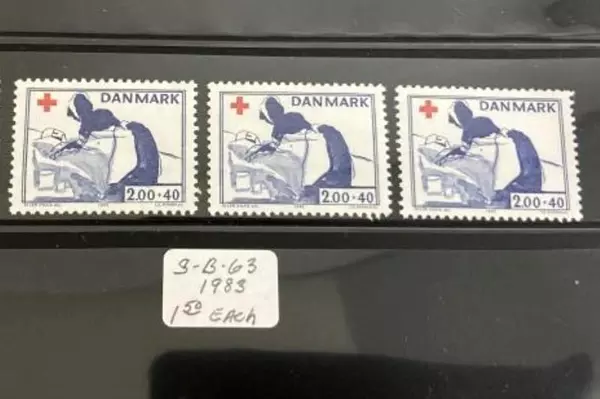 DANMARK
2.00+40
DANMARK
2.00+40
DANMARK
2.00+40
S-B-63
1983
1 50 EACH